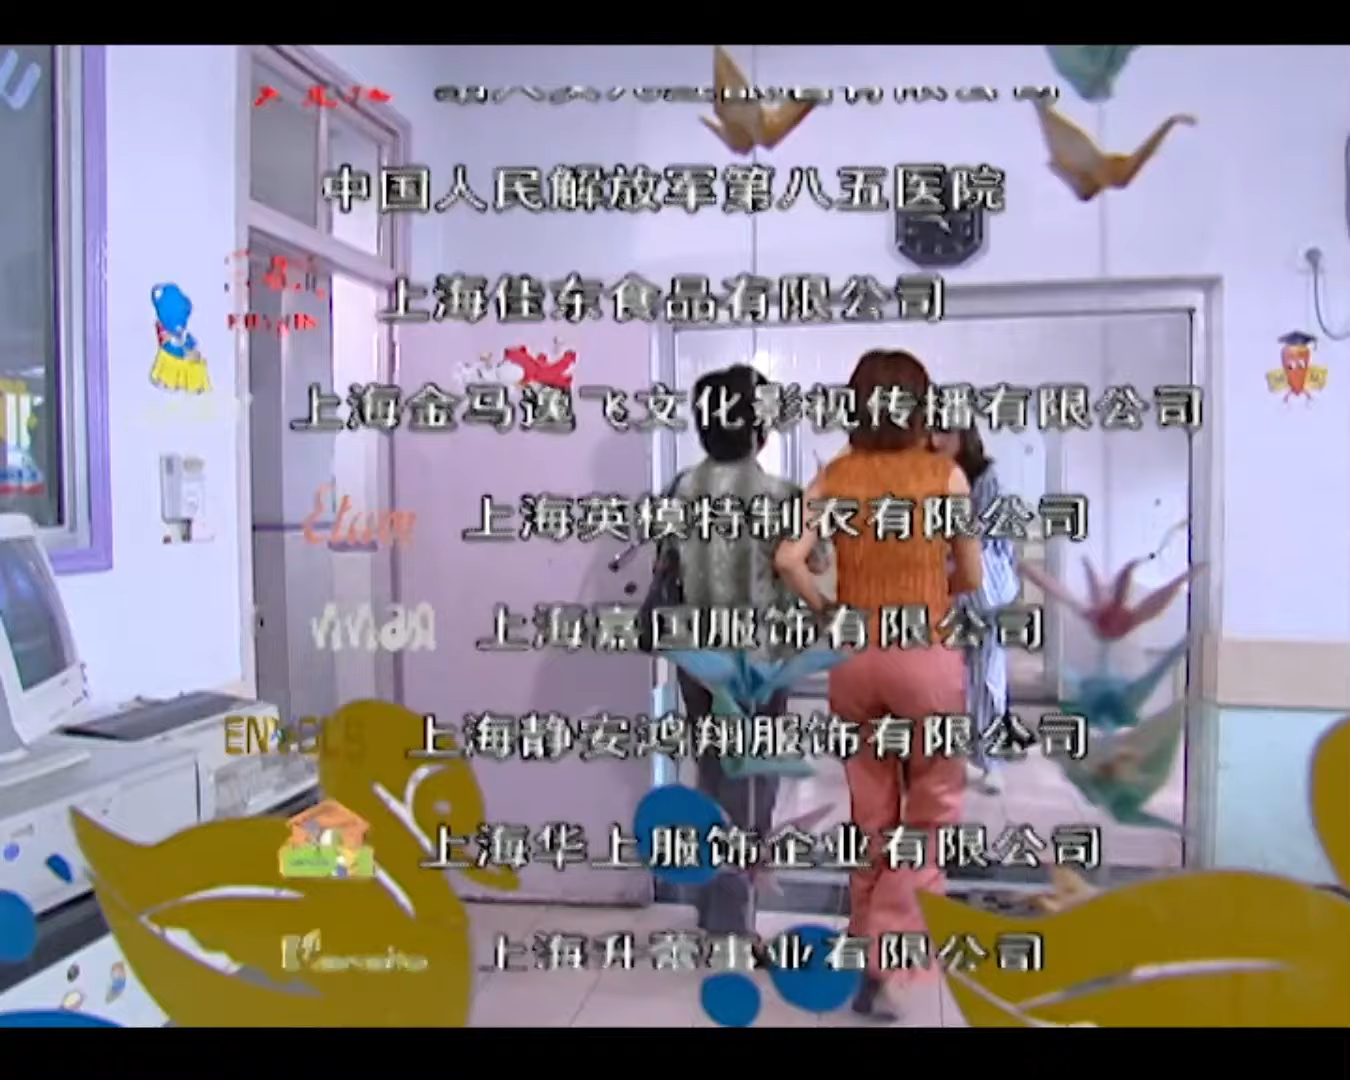 中国人民解放军第八五医院
上海佳东食品有限公司
上海金马逸飞文化影视传播有限公司
Etam 上海英模特制衣有限公司
上海嘉国服饰有限公司
上海静安鸿翔服饰有限公司
上海华上服饰企业有限公司
有限公司